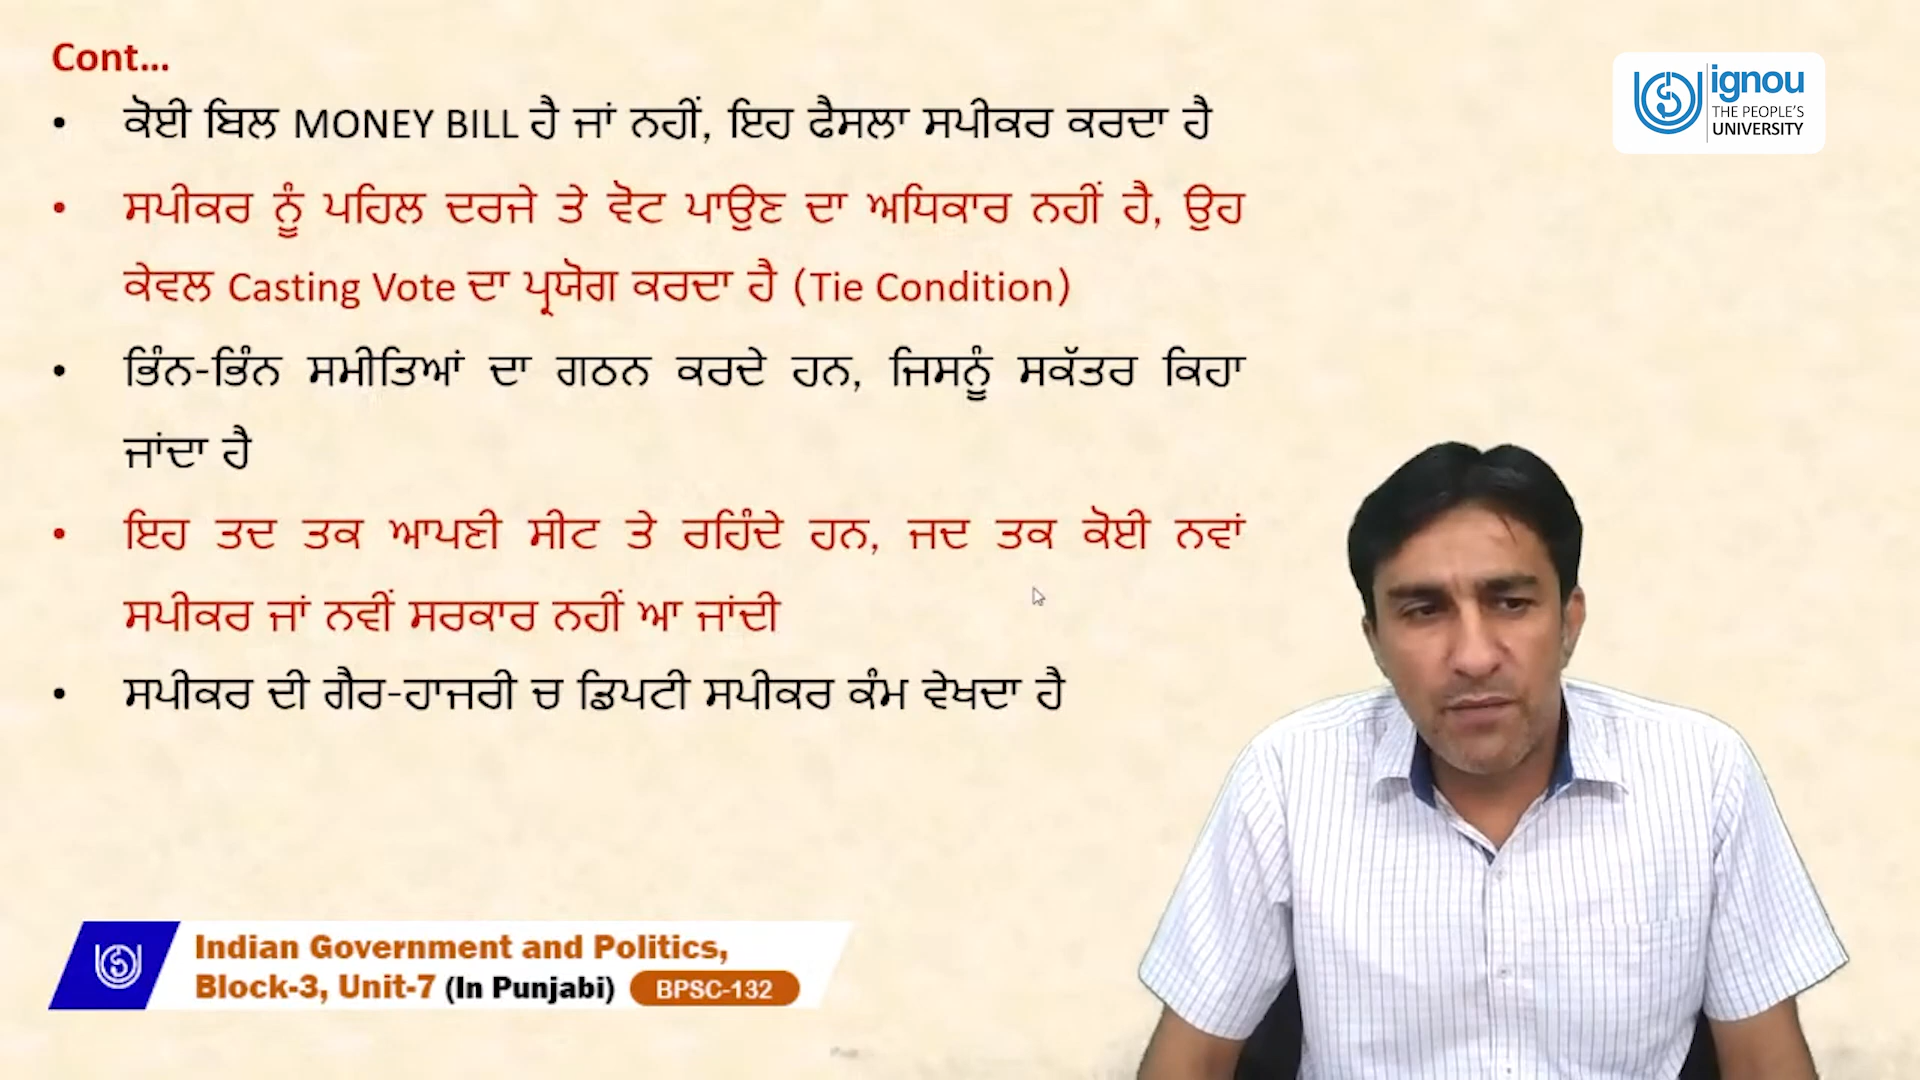 Cont...
• ਕੋਈ ਬਿਲ MONEY BILL ਹੈ ਜਾਂ ਨਹੀਂ, ਇਹ ਫੈਸਲਾ ਸਪੀਕਰ ਕਰਦਾ ਹੈ
• ਸਪੀਕਰ ਨੂੰ ਪਹਿਲ ਦਰਜੇ ਤੇ ਵੋਟ ਪਾਉਣ ਦਾ ਅਧਿਕਾਰ ਨਹੀਂ ਹੈ, ਉਹ
ਕੇਵਲ Casting Vote ਦਾ ਪ੍ਰਯੋਗ ਕਰਦਾ ਹੈ (Tie Condition)
• ਭਿੰਨ-ਭਿੰਨ ਸਮੀਤਿਆਂ ਦਾ ਗਠਨ ਕਰਦੇ ਹਨ, ਜਿਸਨੂੰ ਸਕੱਤਰ ਕਿਹਾ
ਜਾਂਦਾ ਹੈ
• ਇਹ ਤਦ ਤਕ ਆਪਣੀ ਸੀਟ ਤੇ ਰਹਿੰਦੇ ਹਨ, ਜਦ ਤਕ ਕੋਈ ਨਵਾਂ
ਸਪੀਕਰ ਜਾਂ ਨਵੀਂ ਸਰਕਾਰ ਨਹੀਂ ਆ ਜਾਂਦੀ
• ਸਪੀਕਰ ਦੀ ਗੈਰ-ਹਾਜਰੀ ਚ ਡਿਪਟੀ ਸਪੀਕਰ ਕੰਮ ਵੇਖਦਾ ਹੈ
ignou
THE PEOPLE'S
UNIVERSITY
Indian Government and Politics,
Block-3, Unit-7 (In Punjabi) BPSC-132